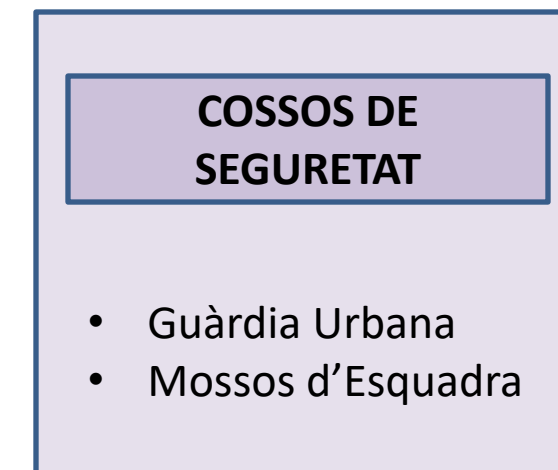 COSSOS DE
SEGURETAT
• Guàrdia Urbana
• Mossos d’Esquadra